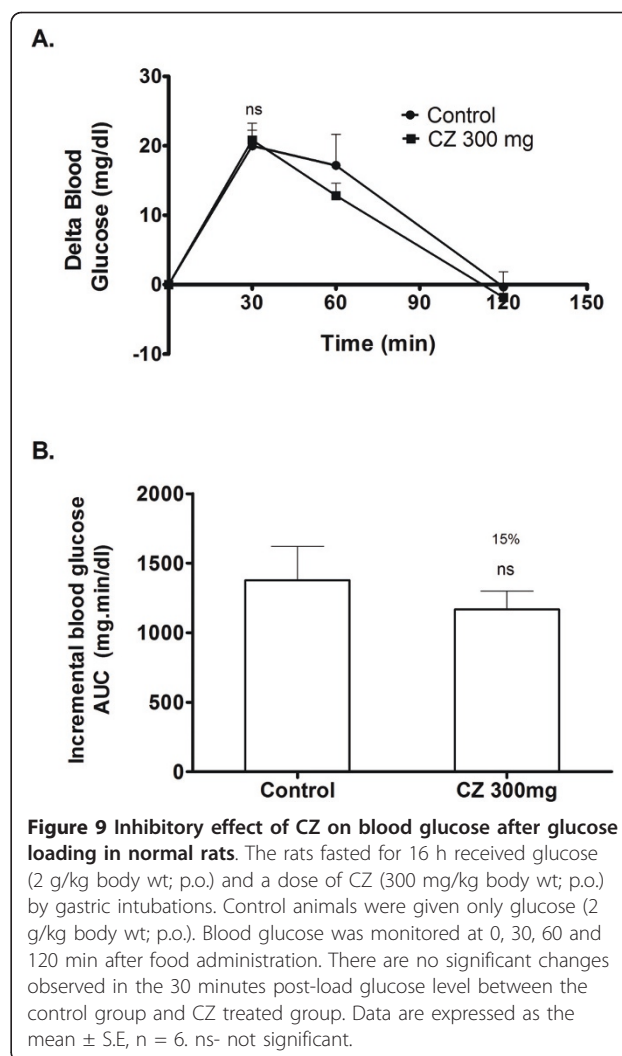 A.
30
20
10
0
-10
Delta Blood
Glucose (mg/dl)
ns
Control
CZ 300 mg
30
60
90
120
150
Time (min)
B.
2000
1500
1000
500
0
Incremental blood glucose
AUC (mg.min/dl)
15%
ns
Control
CZ 300mg
Figure 9 Inhibitory effect of CZ on blood glucose after glucose
loading in normal rats. The rats fasted for 16 h received glucose
(2 g/kg body wt; p.o.) and a dose of CZ (300 mg/kg body wt; p.o.)
by gastric intubations. Control animals were given only glucose (2
g/kg body wt; p.o.). Blood glucose was monitored at 0, 30, 60 and
120 min after food administration. There are no significant changes
observed in the 30 minutes post-load glucose level between the
control group and CZ treated group. Data are expressed as the
mean ± S.E, n = 6. ns- not significant.